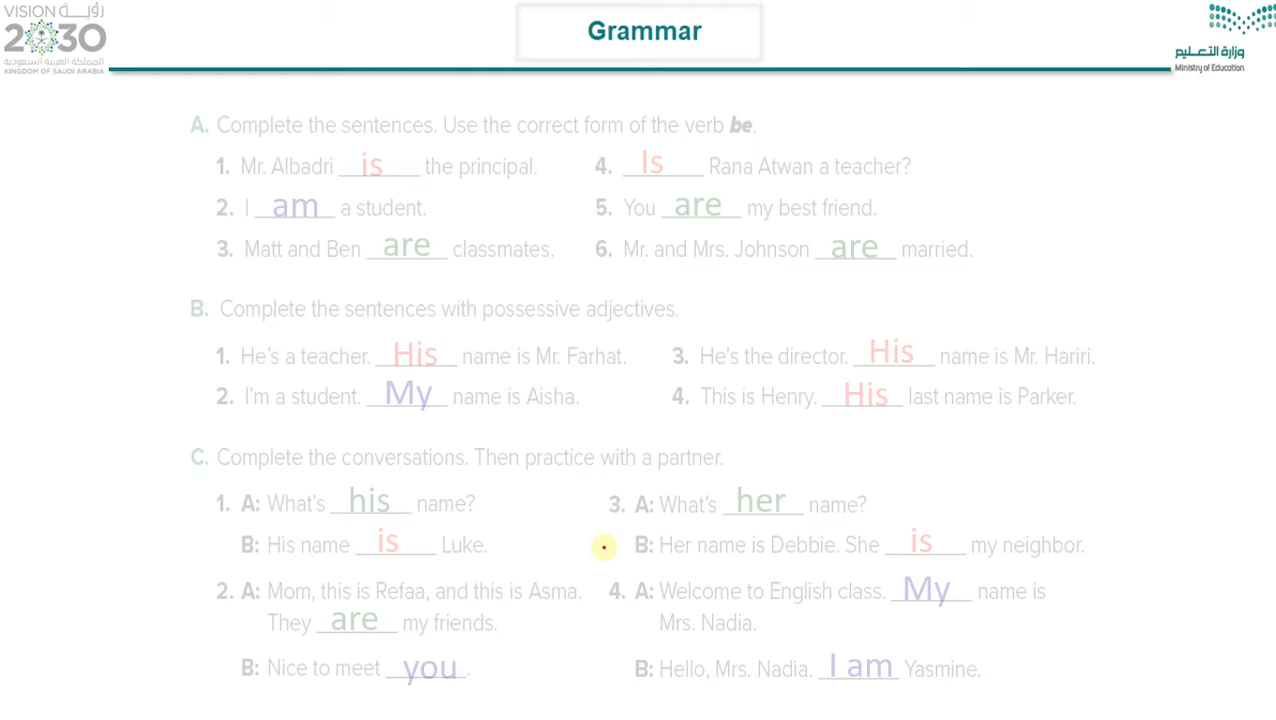 VISION رؤية
2030
المملكة العربية السعودية
KINGDOM OF SAUDI ARABIA
Grammar
وزارة التعليم
Ministry of Education
A. Complete the sentences. Use the correct form of the verb be.
1. Mr. Albadri is the principal.
2. I am a student.
3. Matt and Ben are classmates.
4. Is Rana Atwan a teacher?
5. You are my best friend.
6. Mr. and Mrs. Johnson are married.
B. Complete the sentences with possessive adjectives.
1. He's a teacher. His name is Mr. Farhat.
2. I'm a student. My name is Aisha.
3. He's the director. His name is Mr. Hariri.
4. This is Henry. His last name is Parker.
C. Complete the conversations. Then practice with a partner.
1. A: What's his name?
B: His name is Luke.
2. A: Mom, this is Refaa, and this is Asma.
They are my friends.
B: Nice to meet you.
3. A: What's her name?
B: Her name is Debbie. She is my neighbor.
4. A: Welcome to English class. My name is
Mrs. Nadia.
B: Hello, Mrs. Nadia. I am Yasmine.